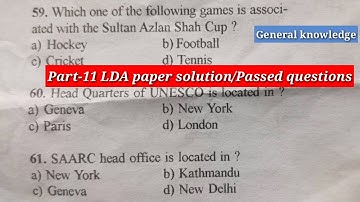 59. Which one of the following games is associ-
ated with the Sultan Azlan Shah Cup ?
a) Hockey b) Football
General knowledge
c) Cricket d) Tennis
Part-11 LDA paper solution/Passed questions
60. Head Quarters of UNESCO is located in ?
a) Geneva b) New York
c) Paris d) London
61. SAARC head office is located in ?
a) New York b) Kathmandu
c) Geneva d) New Delhi